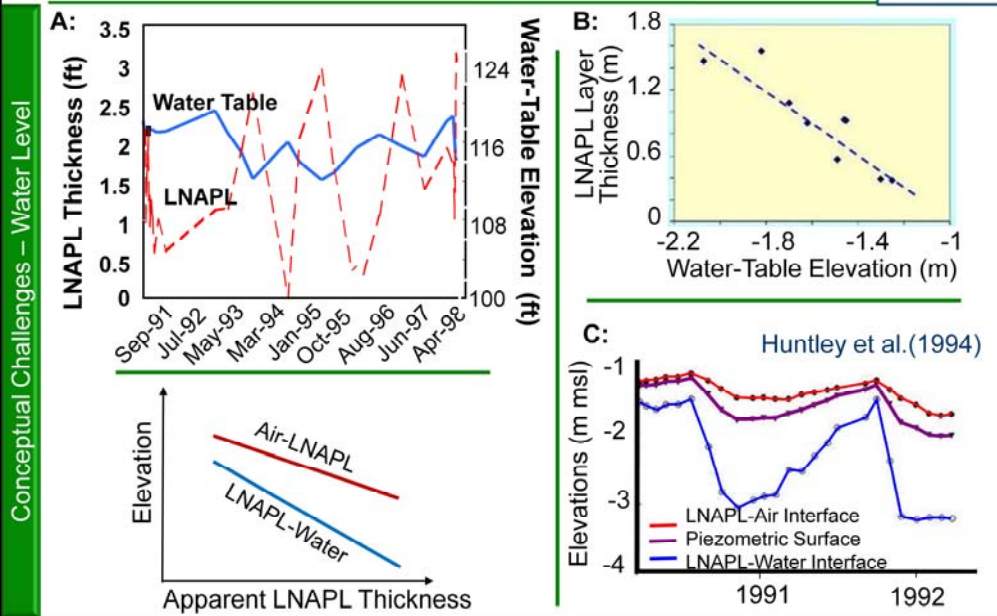 Conceptual Challenges – Water Level
A:
LNAPL Thickness (ft)
3.5
3
2.5
2
1.5
1
0.5
0
Water Table
LNAPL
124
116
108
100
Water-Table Elevation (ft)
Sep-91
Jul-92
May-93
Mar-94
Jan-95
Oct-95
Aug-96
Jun-97
Apr-98
Elevation
Air-LNAPL
LNAPL-Water
Apparent LNAPL Thickness
B:
LNAPL Layer
Thickness (m)
1.8
1.2
0.6
0
-2.2
-1.8
-1.4
-1
Water-Table Elevation (m)
C:
Huntley et al.(1994)
Elevations (m msl)
-1
-2
-3
-4
LNAPL-Air Interface
Piezometric Surface
LNAPL-Water Interface
1991
1992